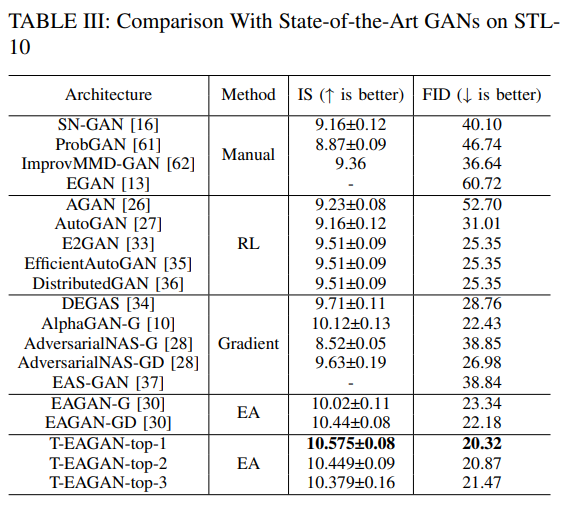 TABLE III: Comparison With State-of-the-Art GANs on STL-
10
Architecture Method IS (↑ is better) FID (↓ is better)
SN-GAN [16] 9.16±0.12 40.10
ProbGAN [61] 8.87±0.09 46.74
Manual
ImprovMMD-GAN [62] 9.36 36.64
EGAN [13] - 60.72
AGAN [26] 9.23±0.08 52.70
AutoGAN [27] 9.16±0.12 31.01
E2GAN [33] RL 9.51±0.09 25.35
EfficientAutoGAN [35] 9.51±0.09 25.35
DistributedGAN [36] 9.51±0.09 25.35
DEGAS [34] 9.71±0.11 28.76
AlphaGAN-G [10] 10.12±0.13 22.43
AdversarialNAS-G [28] Gradient 8.52±0.05 38.85
AdversarialNAS-GD [28] 9.63±0.19 26.98
EAS-GAN [37] - 38.84
EAGAN-G [30] 10.02±0.11 23.34
EA
EAGAN-GD [30] 10.44±0.08 22.18
T-EAGAN-top-1 10.575±0.08 20.32
T-EAGAN-top-2 EA 10.449±0.09 20.87
T-EAGAN-top-3 10.379±0.16 21.47